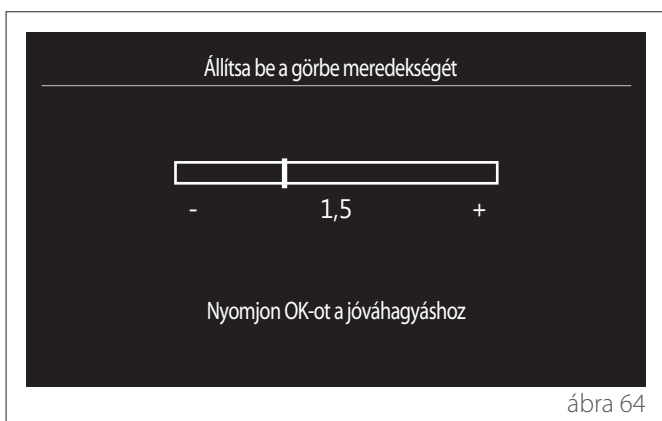 Állítsa be a görbe meredekségét
- 1,5 +
Nyomjon OK-ot a jóváhagyáshoz
ábra 64